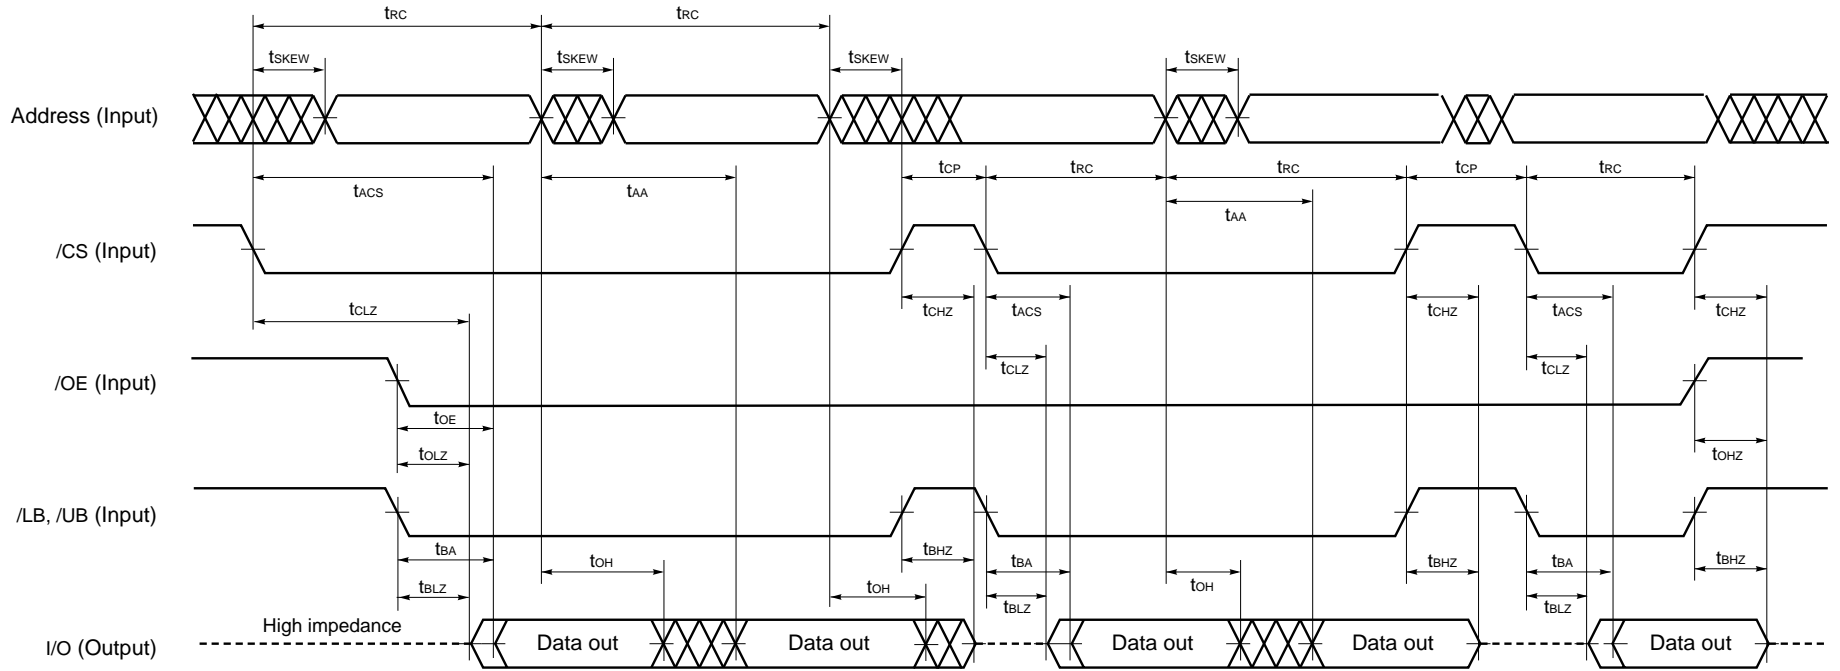 tRC tRC
tSKEW tSKEW tSKEW tSKEW
Address (Input)
tCP tRC tRC tCP tRC
tACS tAA
tAA
/CS (Input)
tCLZ tCHZ tACS tCHZ tACS tCHZ
tCLZ tCLZ
/OE (Input)
tOE
tOLZ tOHZ
/LB, /UB (Input)
tBA tOH tBHZ tBA tOH tBHZ tBA tBHZ
tBLZ tOH tBLZ tBLZ
High impedance
I/O (Output) Data out Data out Data out Data out Data out